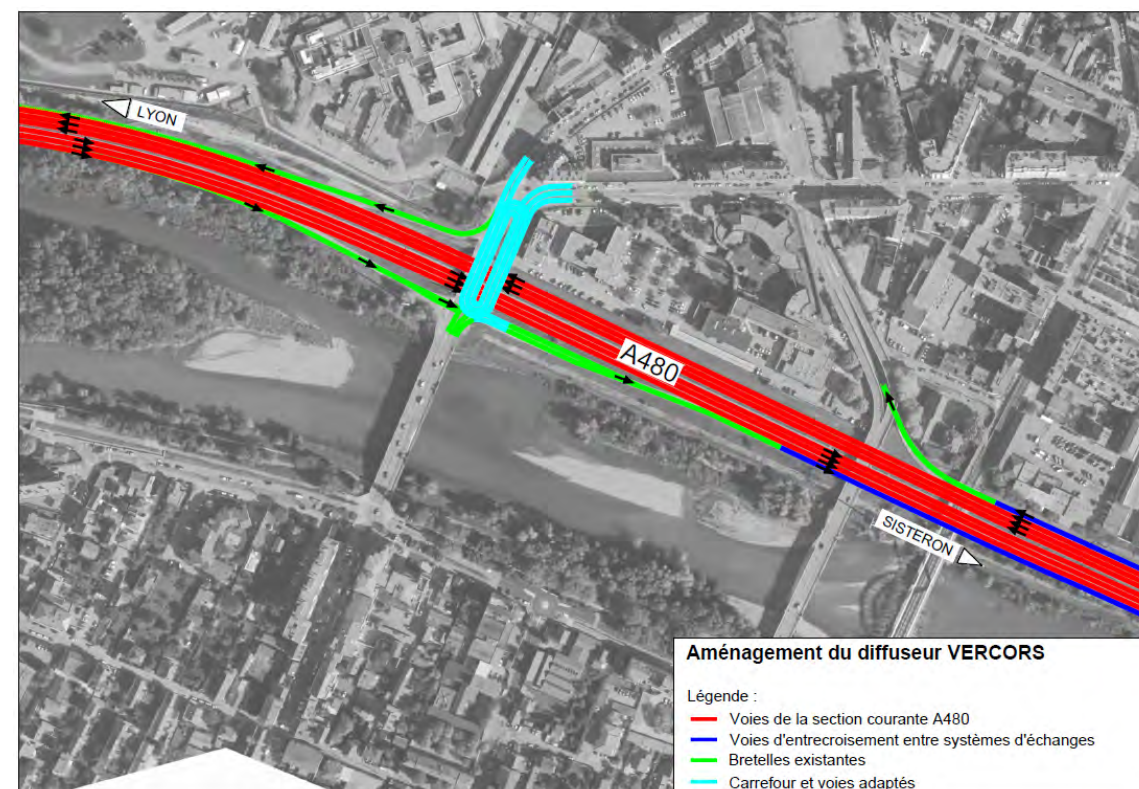 LYON
A480
SISTERON
Aménagement du diffuseur VERCORS
Légende :
Voies de la section courante A480
Voies d'entrecroisement entre systèmes d'échanges
Bretelles existantes
Carrefour et voies adaptés